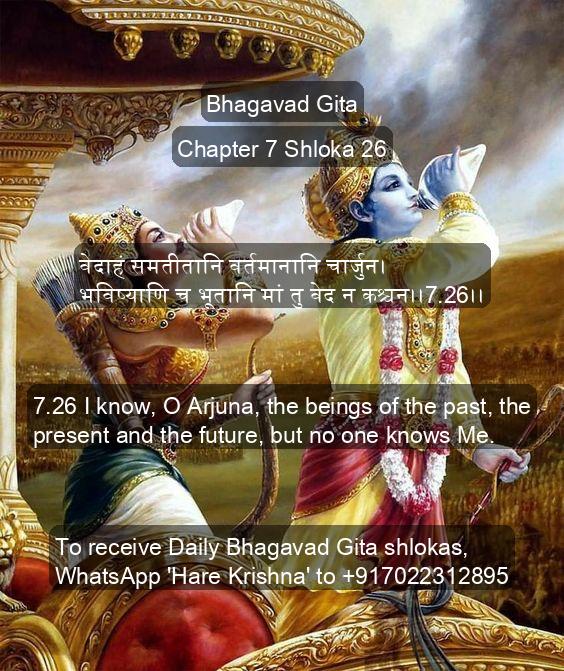 Bhagavad Gita
Chapter 7 Shloka 26
वेदाहं समतीतानि वर्तमानानि चार्जुन।
भविष्याणि च भूतानि मां तु वेद न कश्चन।।7.26।।
7.26 I know, O Arjuna, the beings of the past, the
present and the future, but no one knows Me.
To receive Daily Bhagavad Gita shlokas,
WhatsApp 'Hare Krishna' to +917022312895